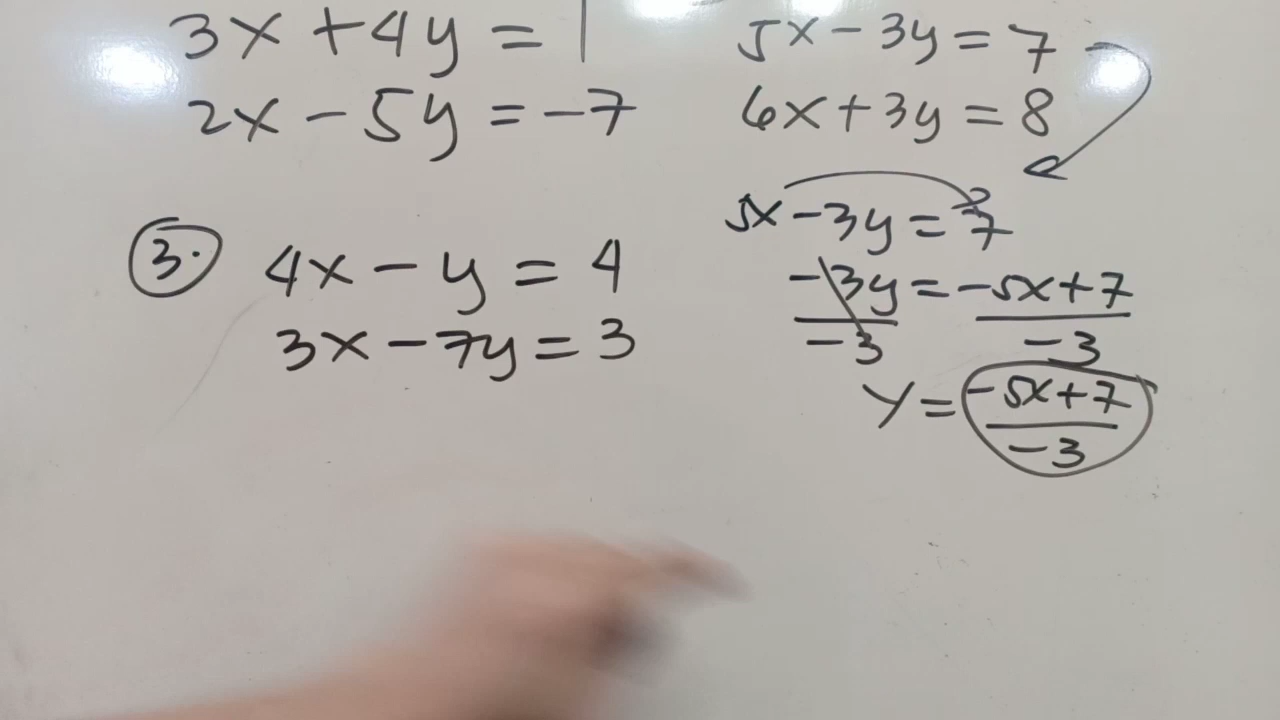 3x + 4y = 1
2x - 5y = -7
3. 4x - y = 4
3x - 7y = 3
5x - 3y = 7
6x + 3y = 8
5x - 3y = 7
-3y = -5x + 7
-3 -3
y = -5x + 7
-3